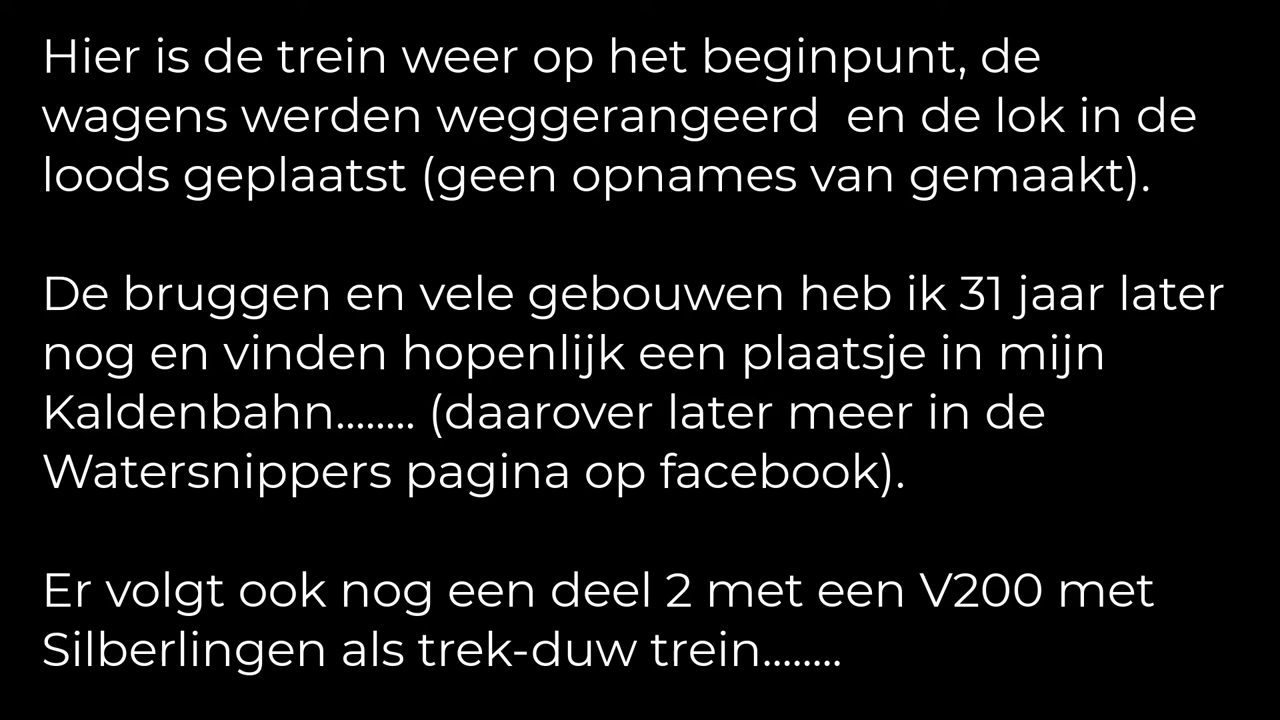 Hier is de trein weer op het beginpunt, de
wagens werden weggerangeerd  en de lok in de
loods geplaatst (geen opnames van gemaakt).
De bruggen en vele gebouwen heb ik 31 jaar later
nog en vinden hopenlijk een plaatsje in mijn
Kaldenbahn........ (daarover later meer in de
Watersnippers pagina op facebook).
Er volgt ook nog een deel 2 met een V200 met
Silberlingen als trek-duw trein........